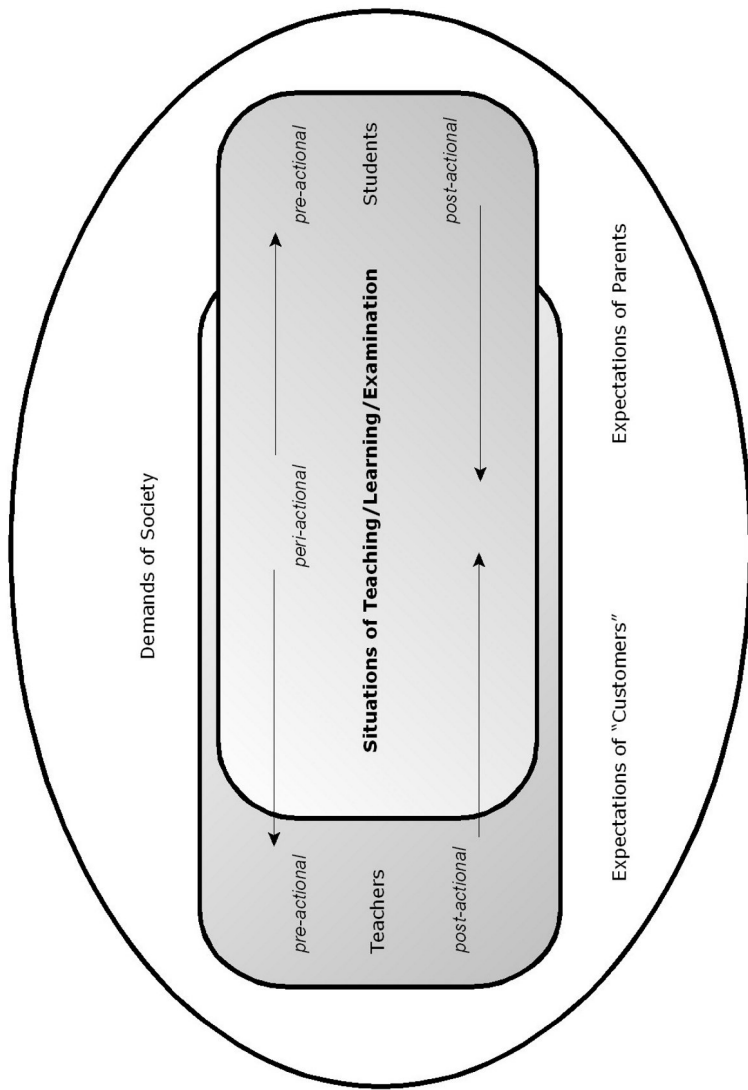 Demands of Society
pre-actional
peri-actional
pre-actional
Teachers
Situations of Teaching/Learning/Examination
Students
post-actional
post-actional
Expectations of “Customers”
Expectations of Parents